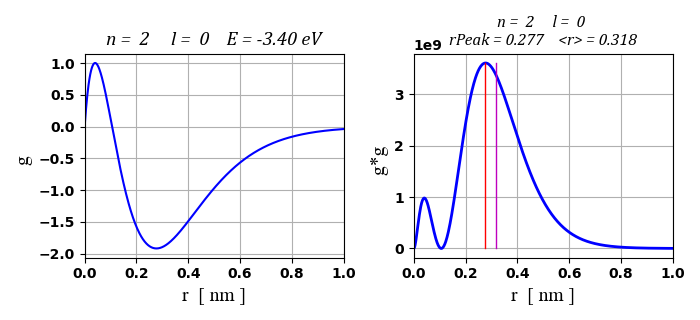 n = 2 l = 0 E = -3.40 eV
1.0
0.5
0.0
−0.5
−1.0
−1.5
−2.0
g
0.0 0.2 0.4 0.6 0.8 1.0
r [ nm ]
n = 2 l = 0
rPeak = 0.277 <r> = 0.318
1e9
3
2
1
0
g*g
0.0 0.2 0.4 0.6 0.8 1.0
r [ nm ]